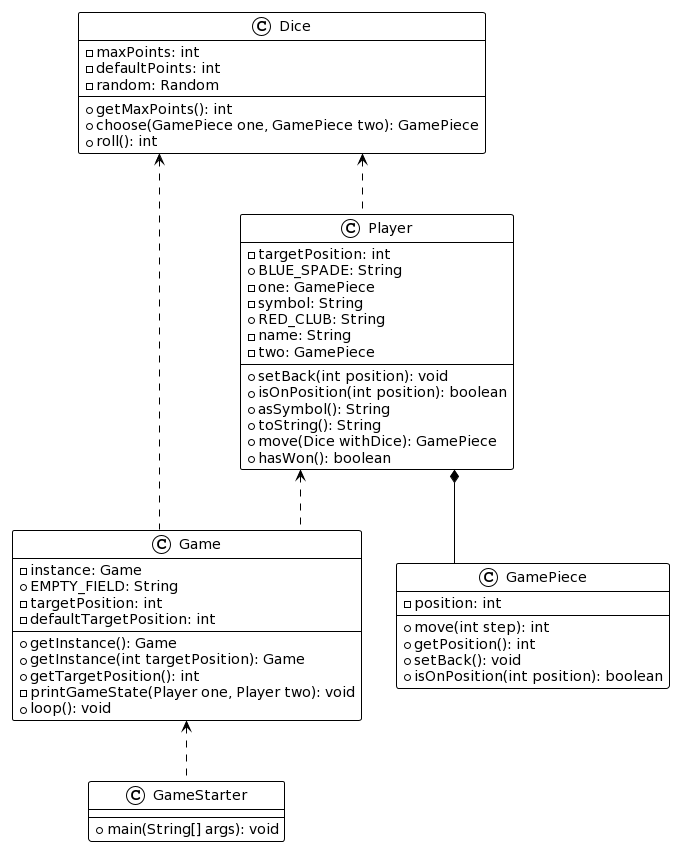 C Dice
maxPoints: int
defaultPoints: int
random: Random
getMaxPoints(): int
choose(GamePiece one, GamePiece two): GamePiece
roll(): int
C Player
targetPosition: int
BLUE_SPADE: String
one: GamePiece
symbol: String
RED_CLUB: String
name: String
two: GamePiece
setBack(int position): void
isOnPosition(int position): boolean
asSymbol(): String
toString(): String
move(Dice withDice): GamePiece
hasWon(): boolean
C Game
instance: Game
EMPTY_FIELD: String
targetPosition: int
defaultTargetPosition: int
getInstance(): Game
getInstance(int targetPosition): Game
getTargetPosition(): int
printGameState(Player one, Player two): void
loop(): void
C GamePiece
position: int
move(int step): int
getPosition(): int
setBack(): void
isOnPosition(int position): boolean
C GameStarter
main(String[] args): void